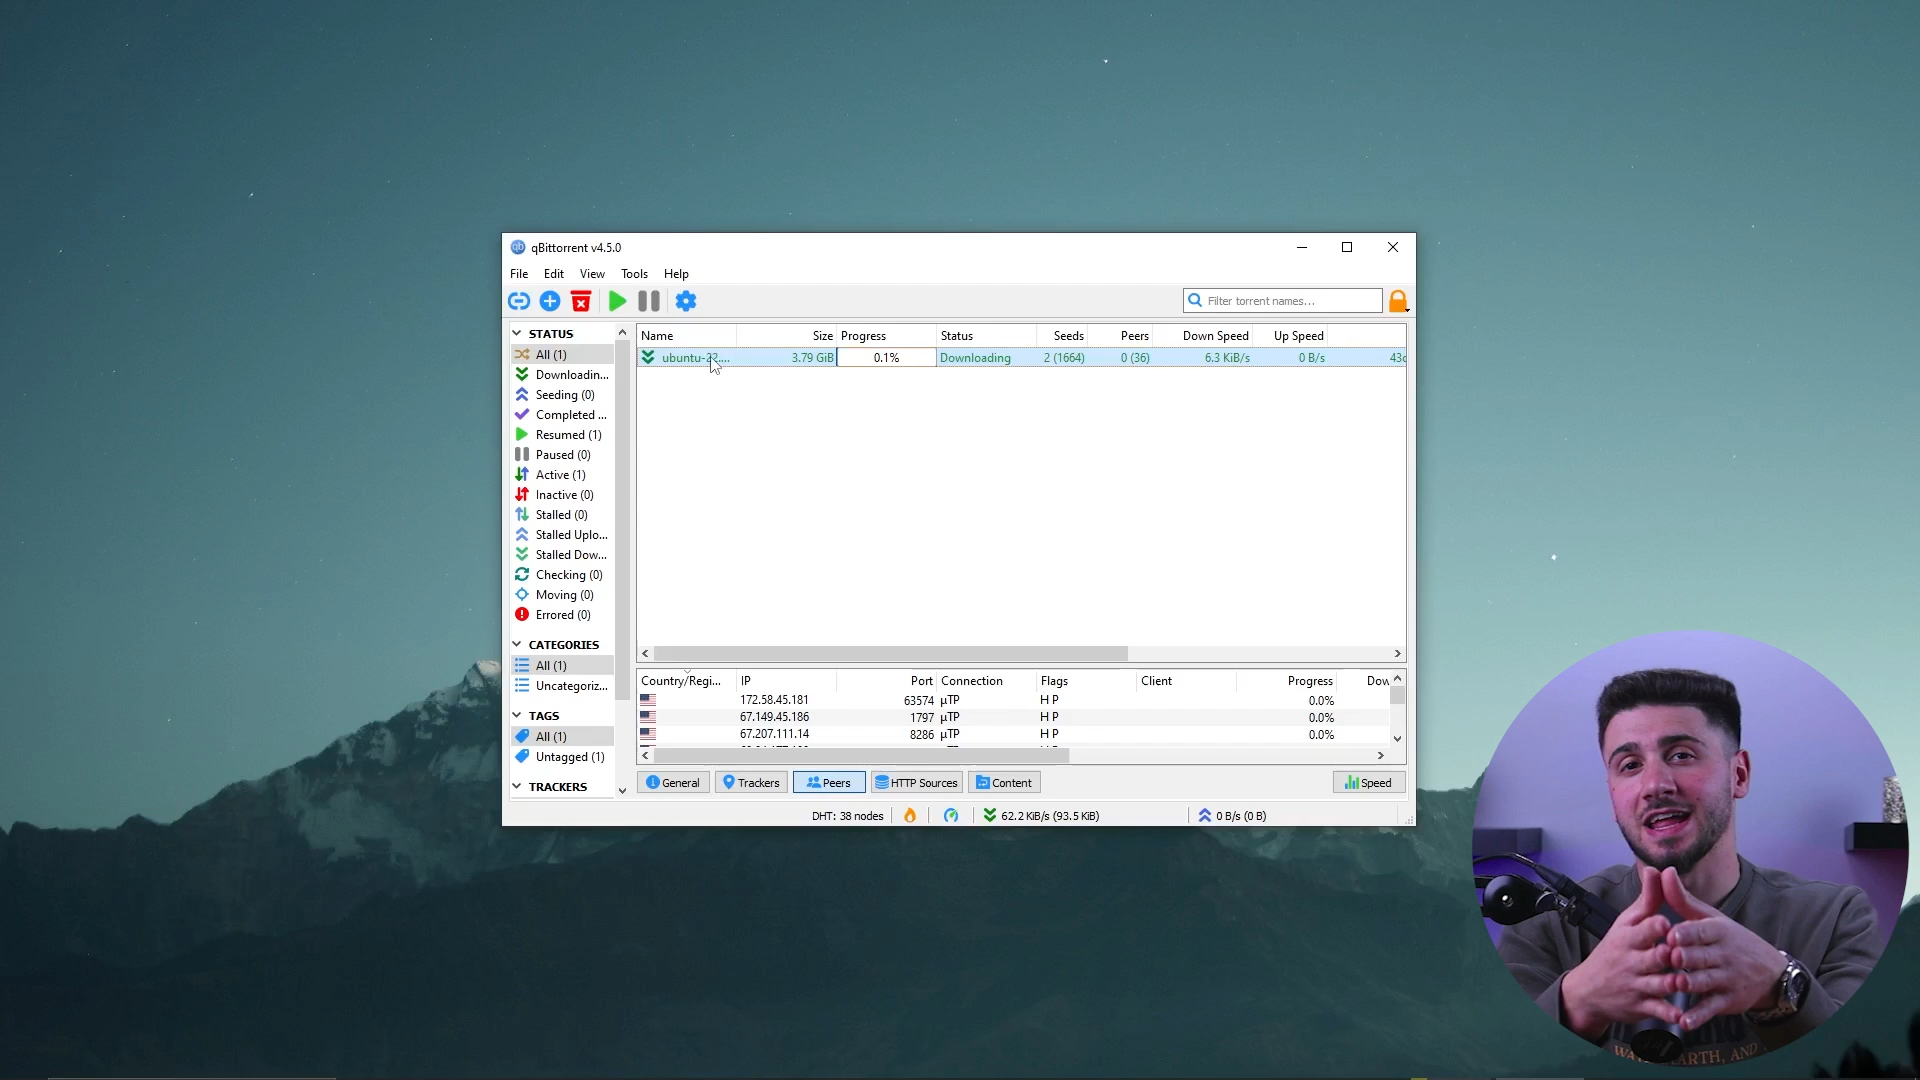 qBittorrent v4.5.0
File Edit View Tools Help
Filter torrent names...
STATUS
All (1)
Downloadin...
Seeding (0)
Completed ...
Resumed (1)
Paused (0)
Active (1)
Inactive (0)
Stalled (0)
Stalled Uplo...
Stalled Dow...
Checking (0)
Moving (0)
Errored (0)
CATEGORIES
All (1)
Uncategoriz...
TAGS
All (1)
Untagged (1)
TRACKERS
Name Size Progress Status Seeds Peers Down Speed Up Speed
ubuntu-22.... 3.79 GiB 0.1% Downloading 2 (1664) 0 (36) 6.3 KiB/s 0 B/s 43d
Country/Regi... IP Port Connection Flags Client Progress Dow
172.58.45.181 63574 μTP H P 0.0%
67.149.45.186 1797 μTP H P 0.0%
67.207.111.14 8286 μTP H P 0.0%
General Trackers Peers HTTP Sources Content Speed
DHT: 38 nodes 62.2 KiB/s (93.5 KiB) 0 B/s (0 B)